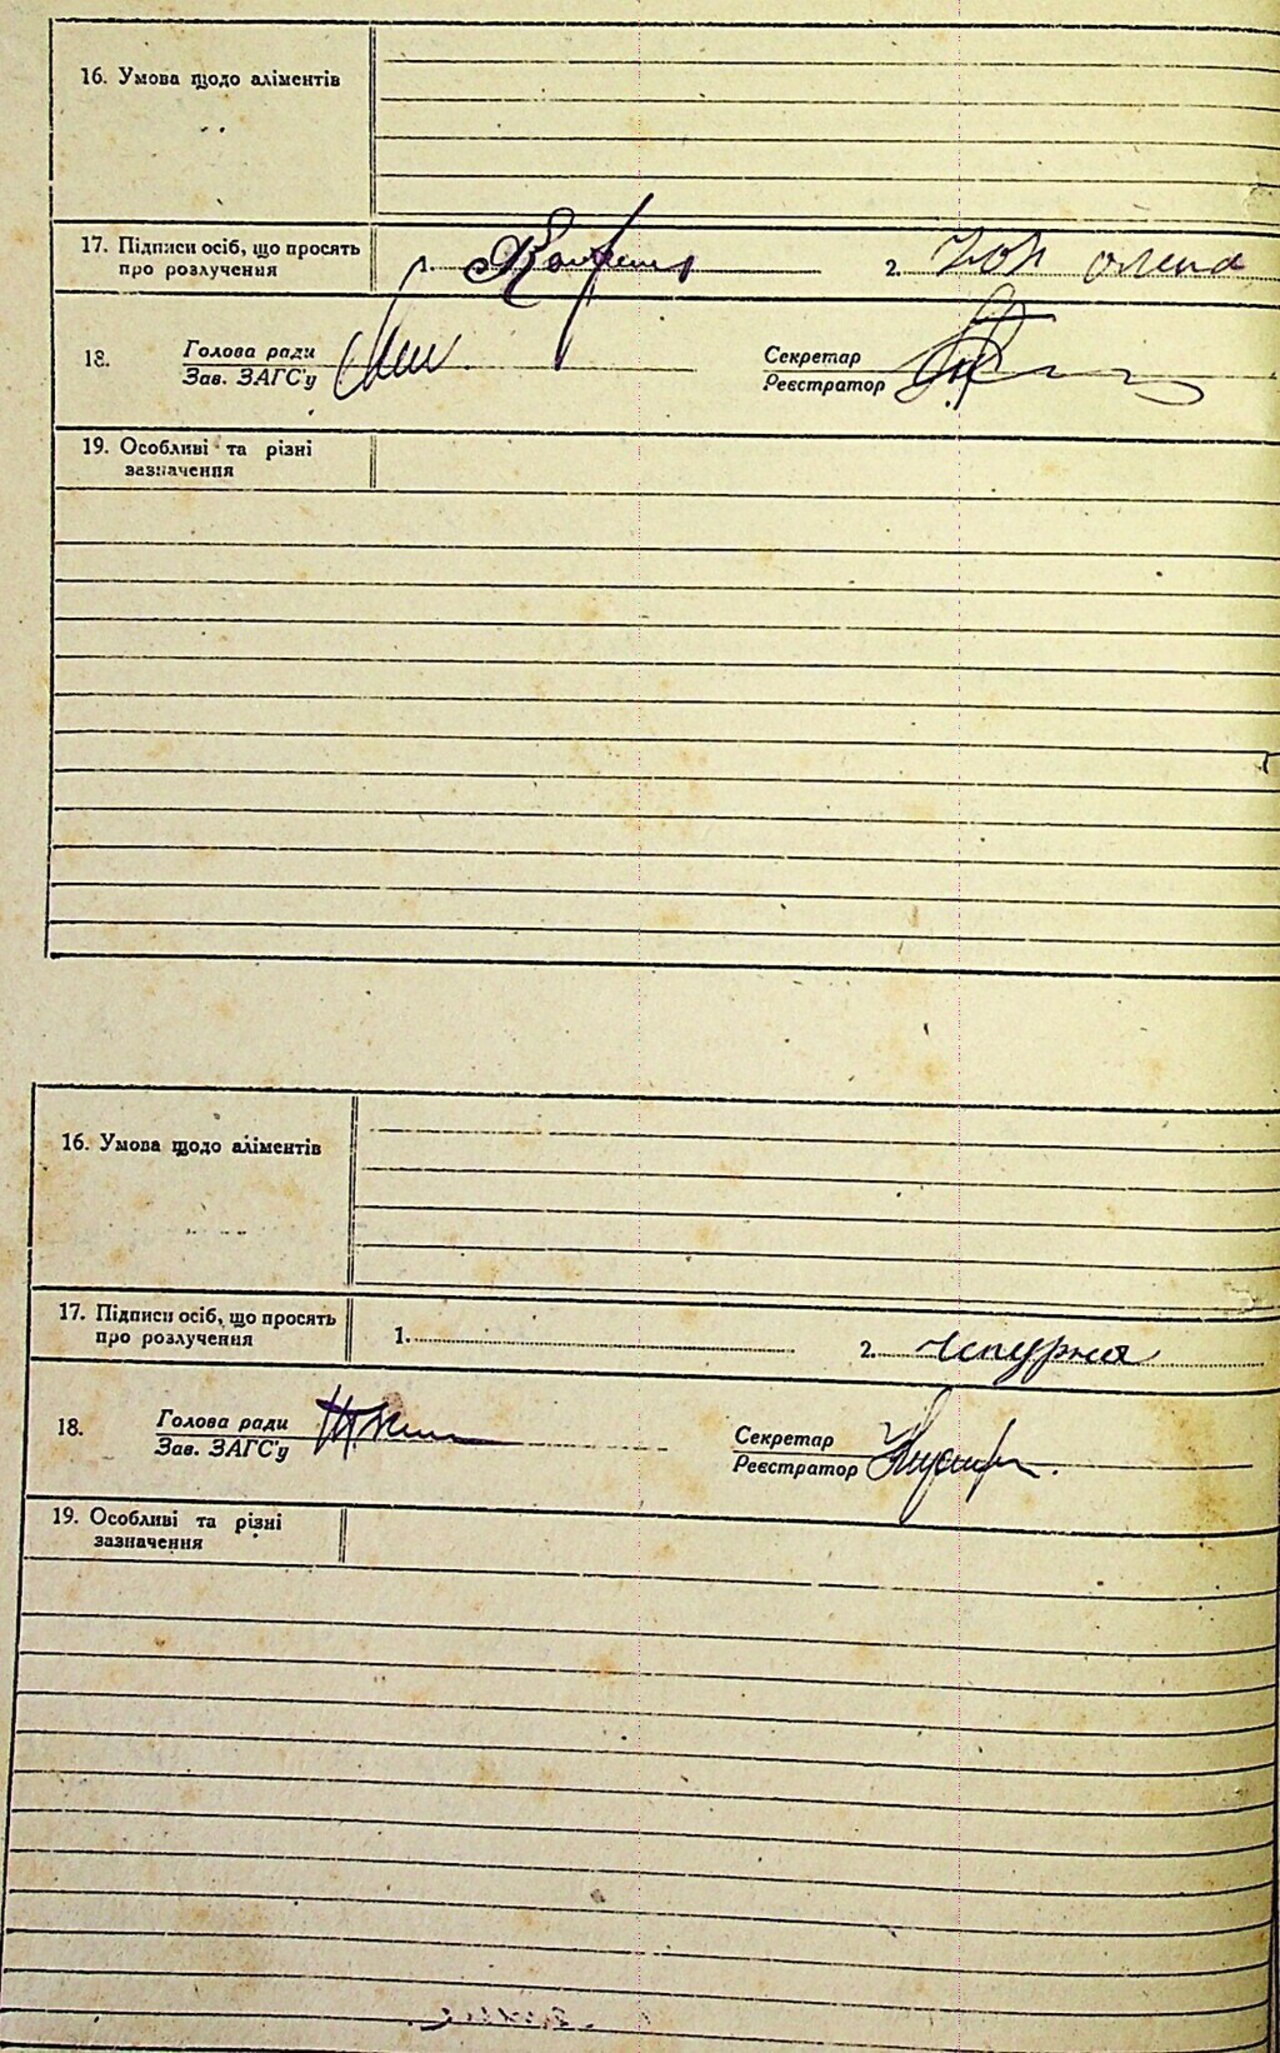 16. Умова щодо аліментів
17. Підписи осіб, що просять 1. 2. олена
про розлучення
18. Голова ради Секретар
Зав. ЗАГС'у Реєстратор
19. Особливі та різні
зазначення
16. Умова щодо аліментів
17. Підписи осіб, що просять 1. 2. Чепурная
про розлучення
18. Голова ради Секретар
Зав. ЗАГС'у Реєстратор
19. Особливі та різні
зазначення